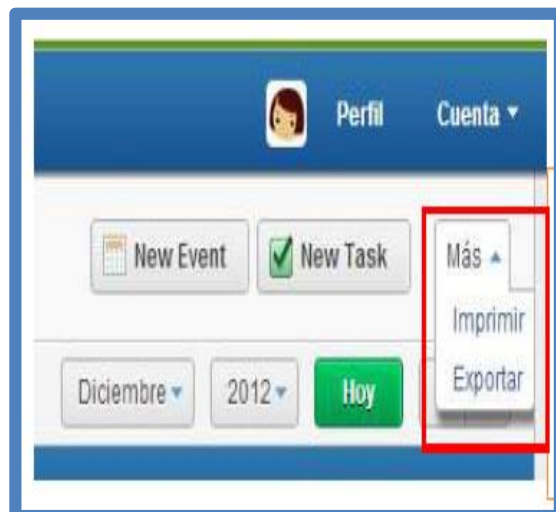 Perfil Cuenta
New Event New Task Más
Imprimir
Exportar
Diciembre 2012 Hoy